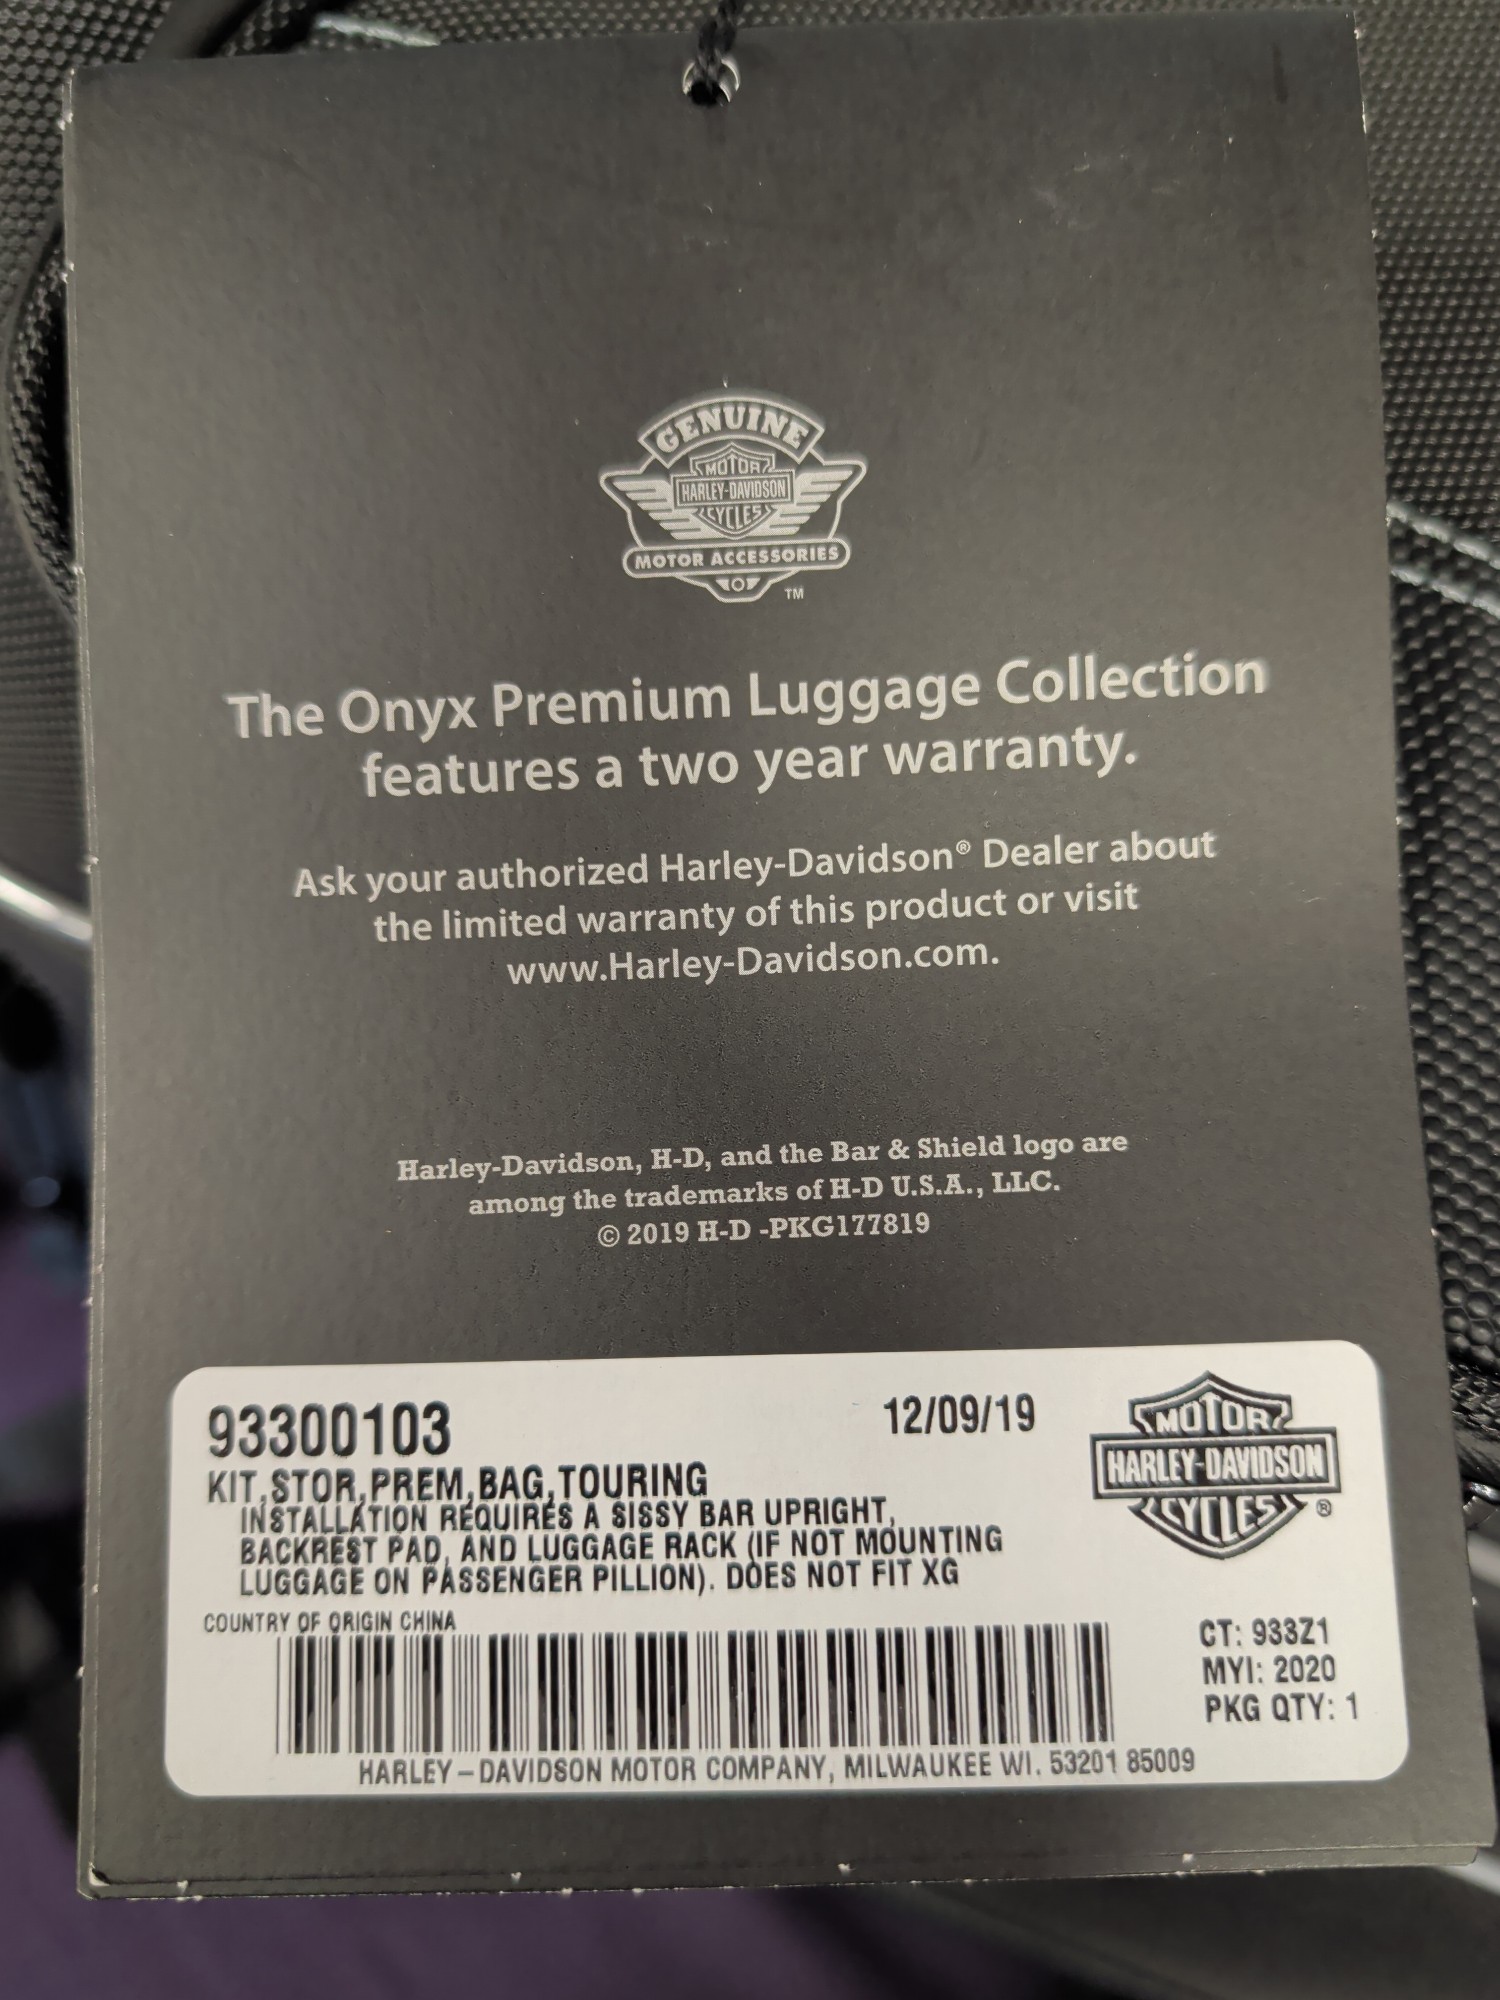 GENUINE
MOTOR
HARLEY-DAVIDSON
CYCLES
MOTOR ACCESSORIES
TM
The Onyx Premium Luggage Collection
features a two year warranty.
Ask your authorized Harley-Davidson® Dealer about
the limited warranty of this product or visit
www.Harley-Davidson.com.
Harley-Davidson, H-D, and the Bar & Shield logo are
among the trademarks of H-D U.S.A., LLC.
© 2019 H-D -PKG177819
93300103 12/09/19
MOTOR
HARLEY-DAVIDSON
CYCLES ®
KIT,STOR,PREM,BAG,TOURING
INSTALLATION REQUIRES A SISSY BAR UPRIGHT,
BACKREST PAD, AND LUGGAGE RACK (IF NOT MOUNTING
LUGGAGE ON PASSENGER PILLION). DOES NOT FIT XG
COUNTRY OF ORIGIN CHINA
CT: 933Z1
MYI: 2020
PKG QTY: 1
HARLEY-DAVIDSON MOTOR COMPANY, MILWAUKEE WI. 53201 85009